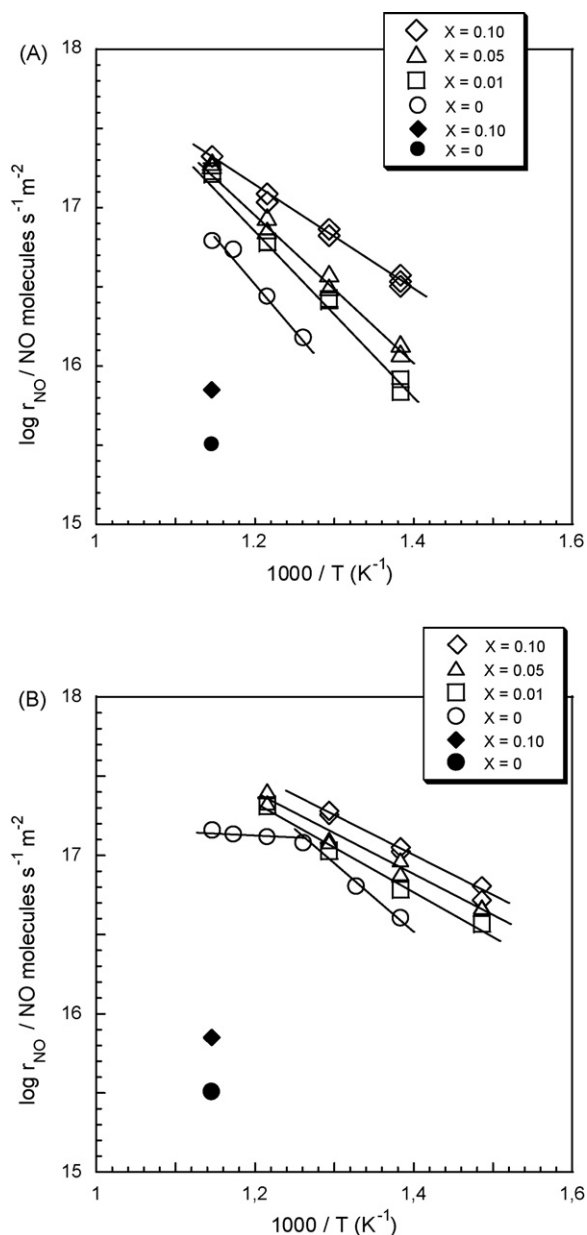 (A)
18
17
16
15
log r_NO / NO molecules s⁻¹ m⁻²
1
1.2
1.4
1.6
1000 / T (K⁻¹)
X = 0.10
X = 0.05
X = 0.01
X = 0
X = 0.10
X = 0
(B)
18
17
16
15
log r_NO / NO molecules s⁻¹ m⁻²
1
1,2
1,4
1,6
1000 / T (K⁻¹)
X = 0.10
X = 0.05
X = 0.01
X = 0
X = 0.10
X = 0